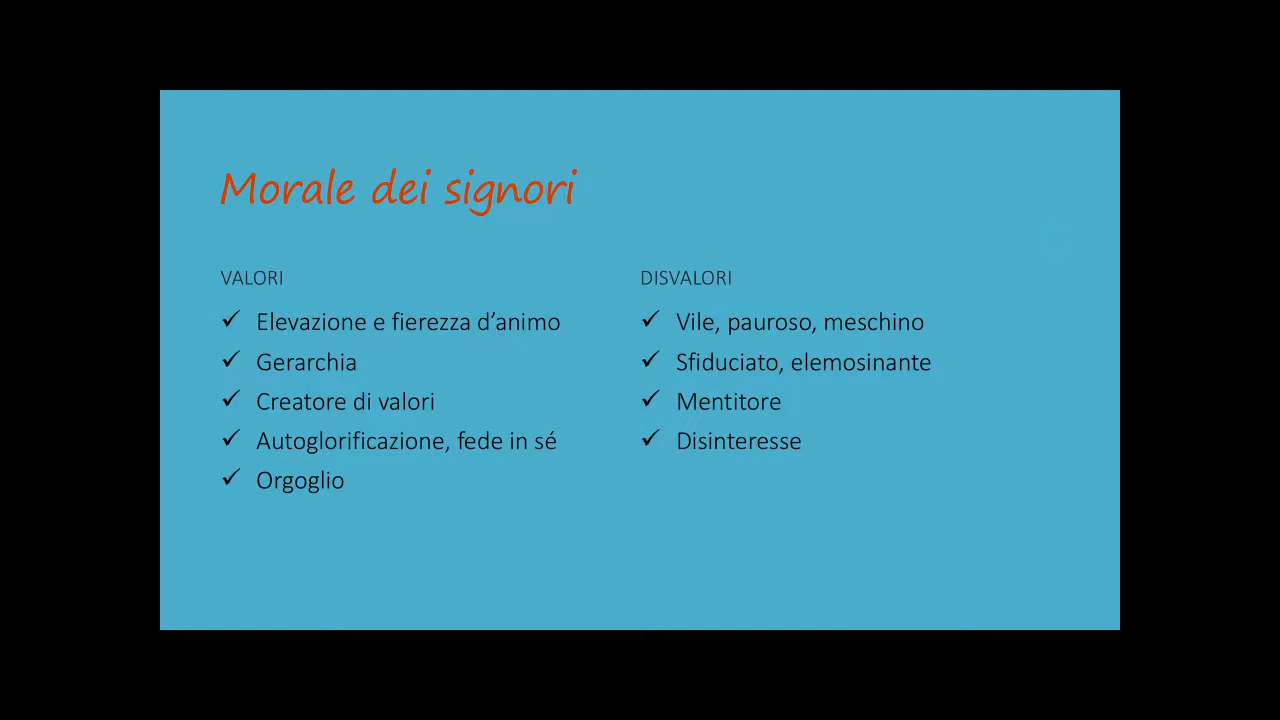 Morale dei signori
VALORI
✓ Elevazione e fierezza d’animo
✓ Gerarchia
✓ Creatore di valori
✓ Autoglorificazione, fede in sé
✓ Orgoglio
DISVALORI
✓ Vile, pauroso, meschino
✓ Sfiduciato, elemosinante
✓ Mentitore
✓ Disinteresse